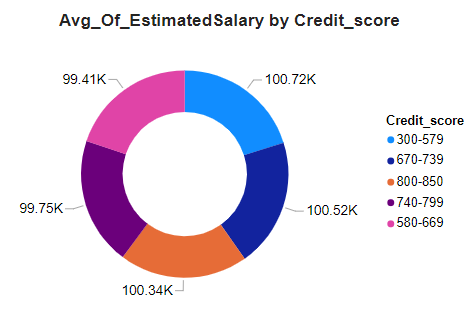 Avg_Of_EstimatedSalary by Credit_score
99.41K
100.72K
Credit_score
300-579
670-739
800-850
740-799
580-669
99.75K
100.52K
100.34K